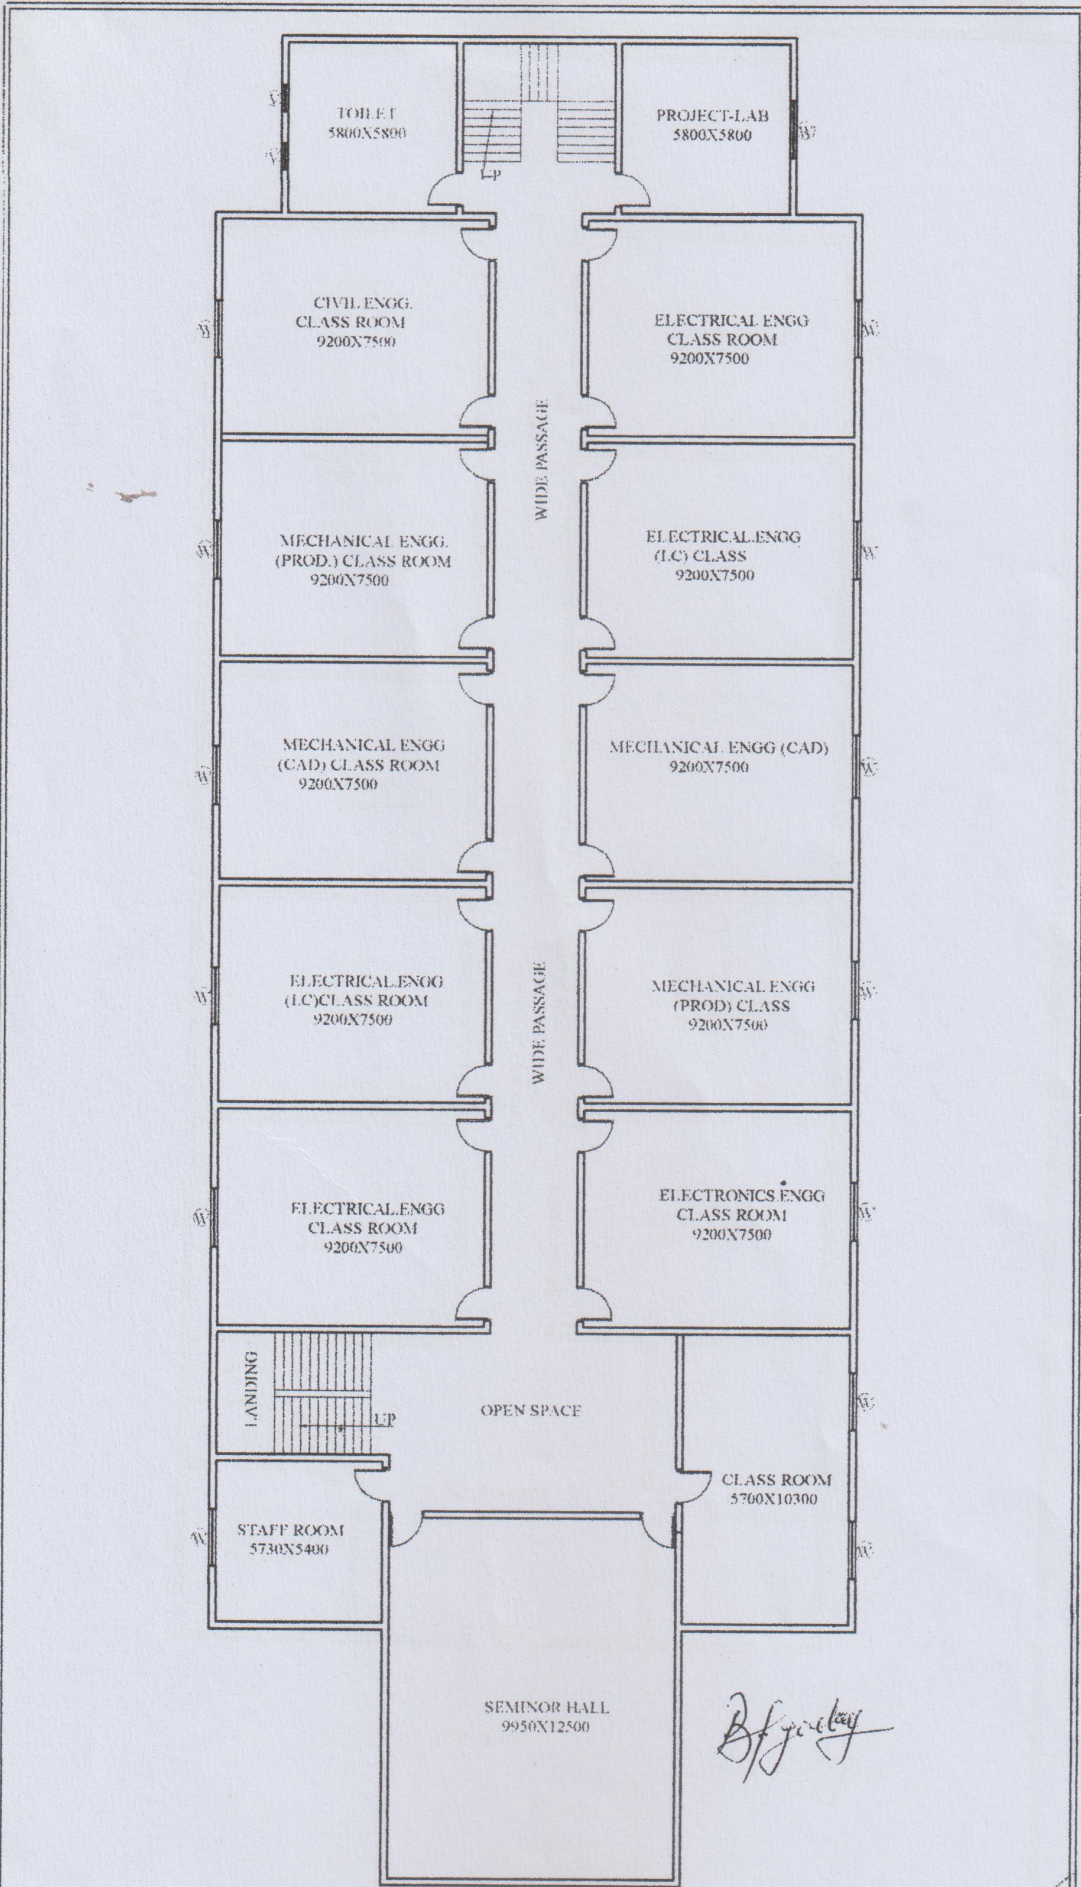 TOILET
5800X5800
PROJECT-LAB
5800X5800
V
V
W
UP
CIVIL ENGG.
CLASS ROOM
9200X7500
ELECTRICAL ENGG
CLASS ROOM
9200X7500
W
W
WIDE PASSAGE
MECHANICAL ENGG.
(PROD.) CLASS ROOM
9200X7500
ELECTRICAL.ENGG
(I.C) CLASS
9200X7500
W
W
MECHANICAL ENGG
(CAD) CLASS ROOM
9200X7500
MECHANICAL ENGG (CAD)
9200X7500
W
W
WIDE PASSAGE
ELECTRICAL.ENGG
(I.C)CLASS ROOM
9200X7500
MECHANICAL ENGG
(PROD) CLASS
9200X7500
W
W
ELECTRICAL.ENGG
CLASS ROOM
9200X7500
ELECTRONICS.ENGG
CLASS ROOM
9200X7500
W
W
LANDING
UP
OPEN SPACE
W
CLASS ROOM
5700X10300
W
STAFF ROOM
5730X5400
W
SEMINOR HALL
9950X12500